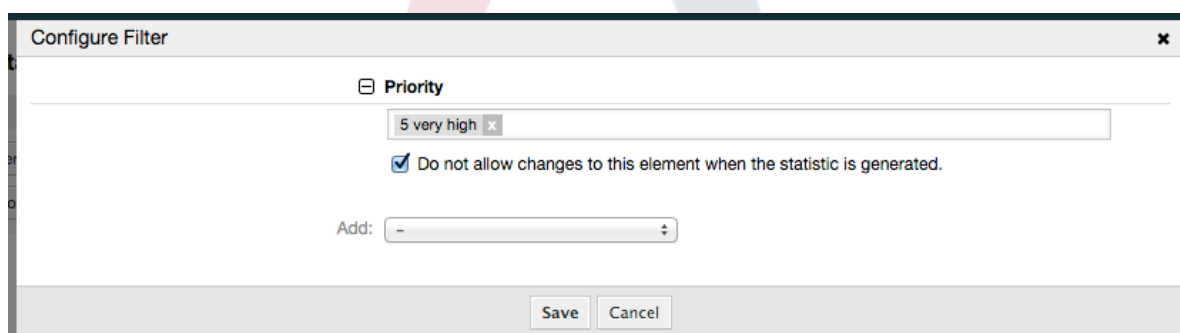 Configure Filter
Priority
5 very high x
Do not allow changes to this element when the statistic is generated.
Add: –
Save Cancel